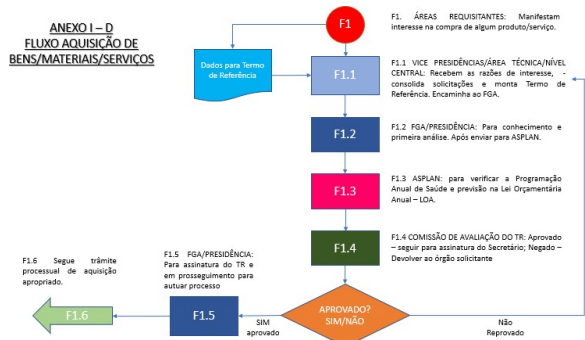 ANEXO I – D
FLUXO AQUISIÇÃO DE
BENS/MATERIAIS/SERVIÇOS
F1
F1. ÁREAS REQUISITANTES: Manifestam
interesse na compra de algum produto/serviço.
Dados para Termo
de Referência
F1.1
F1.1 VICE PRESIDÊNCIAS/ÁREA TÉCNICA/NÍVEL
CENTRAL: Recebem as razões de interesse, -
consolida solicitações e monta Termo de
Referência. Encaminha ao FGA.
F1.2
F1.2 FGA/PRESIDÊNCIA: Para conhecimento e
primeira análise. Após enviar para ASPLAN.
F1.3
F1.3 ASPLAN: para verificar a Programação
Anual de Saúde e previsão na Lei Orçamentária
Anual – LOA.
F1.4
F1.4 COMISSÃO DE AVALIAÇÃO DO TR: Aprovado
– seguir para assinatura do Secretário; Negado –
Devolver ao órgão solicitante
F1.6 Segue trâmite
processual de aquisição
apropriado.
F1.5 FGA/PRESIDÊNCIA:
Para assinatura do TR e
em prosseguimento para
autuar processo
F1.6
F1.5
SIM
aprovado
APROVADO?
SIM/NÃO
Não
Reprovado